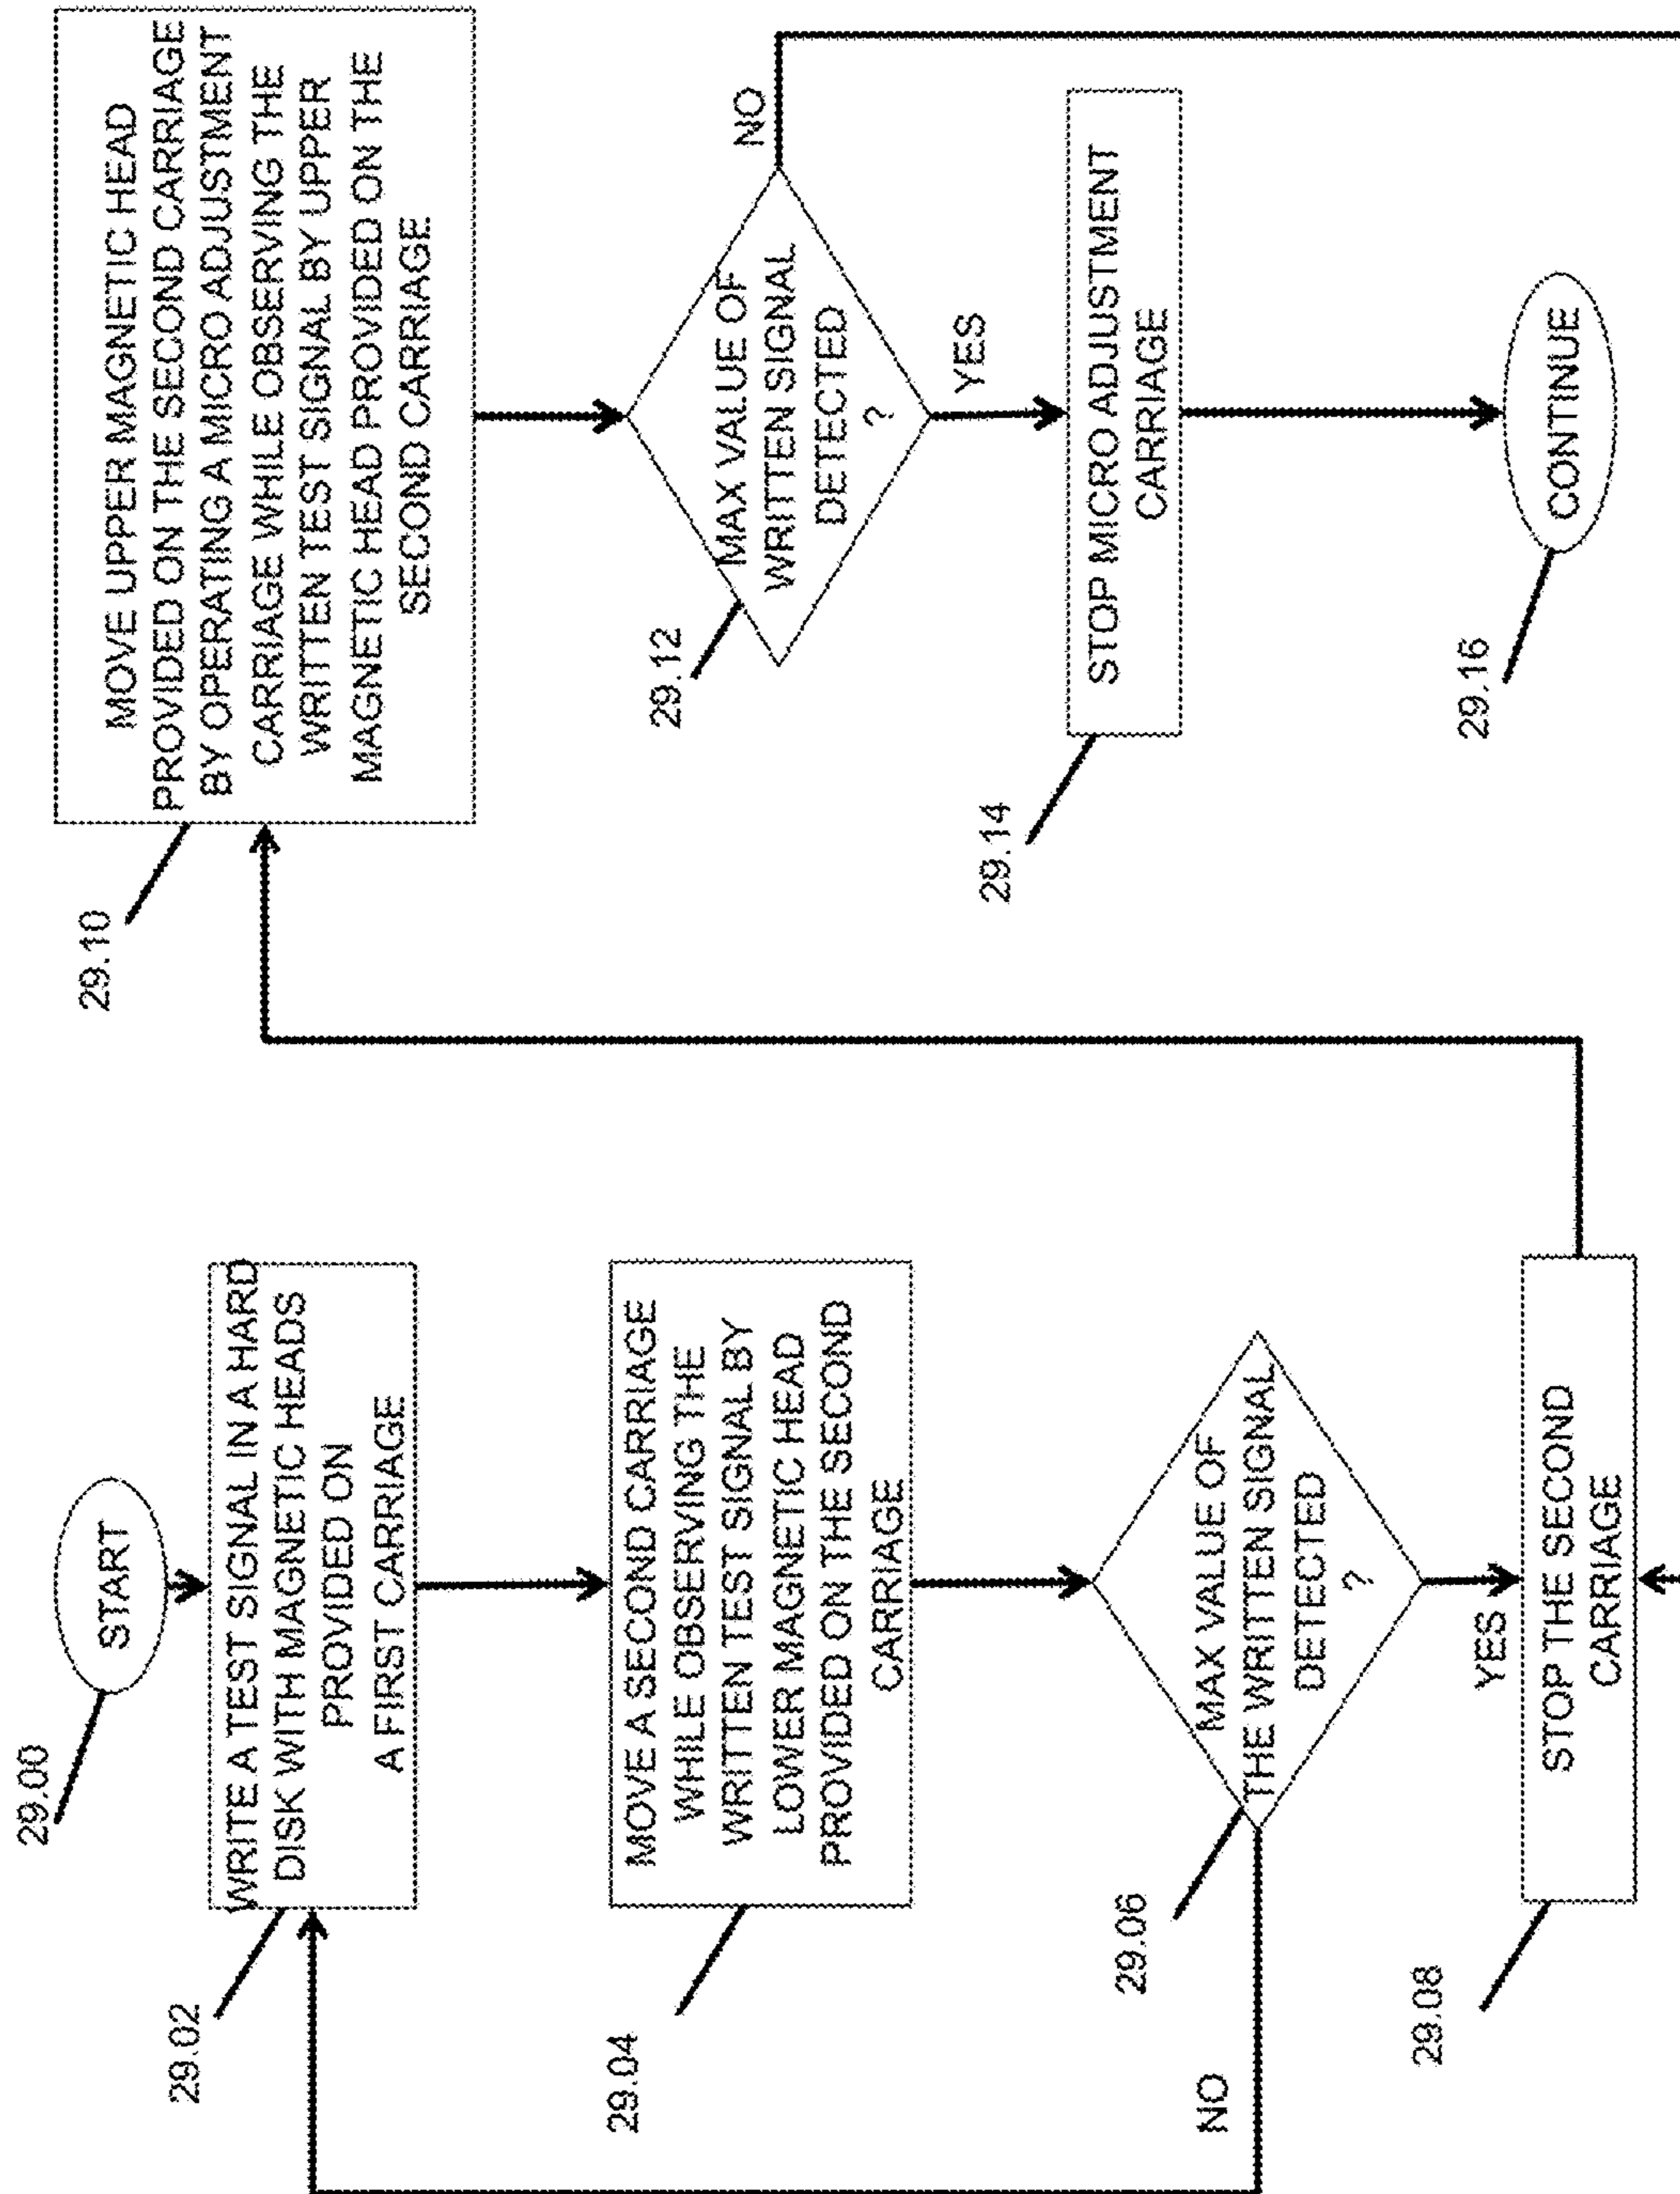 29.00
START
29.02
WRITE A TEST SIGNAL IN A HARD
DISK WITH MAGNETIC HEADS
PROVIDED ON
A FIRST CARRIAGE
29.04
MOVE A SECOND CARRIAGE
WHILE OBSERVING THE
WRITTEN TEST SIGNAL BY
LOWER MAGNETIC HEAD
PROVIDED ON THE SECOND
CARRIAGE
29.06
MAX VALUE OF
THE WRITTEN SIGNAL
DETECTED
?
NO
YES
29.08
STOP THE SECOND
CARRIAGE
29.10
MOVE UPPER MAGNETIC HEAD
PROVIDED ON THE SECOND CARRIAGE
BY OPERATING A MICRO ADJUSTMENT
CARRIAGE WHILE OBSERVING THE
WRITTEN TEST SIGNAL BY UPPER
MAGNETIC HEAD PROVIDED ON THE
SECOND CARRIAGE.
29.12
MAX VALUE OF
WRITTEN SIGNAL
DETECTED
?
NO
YES
29.14
STOP MICRO ADJUSTMENT
CARRIAGE
29.16
CONTINUE